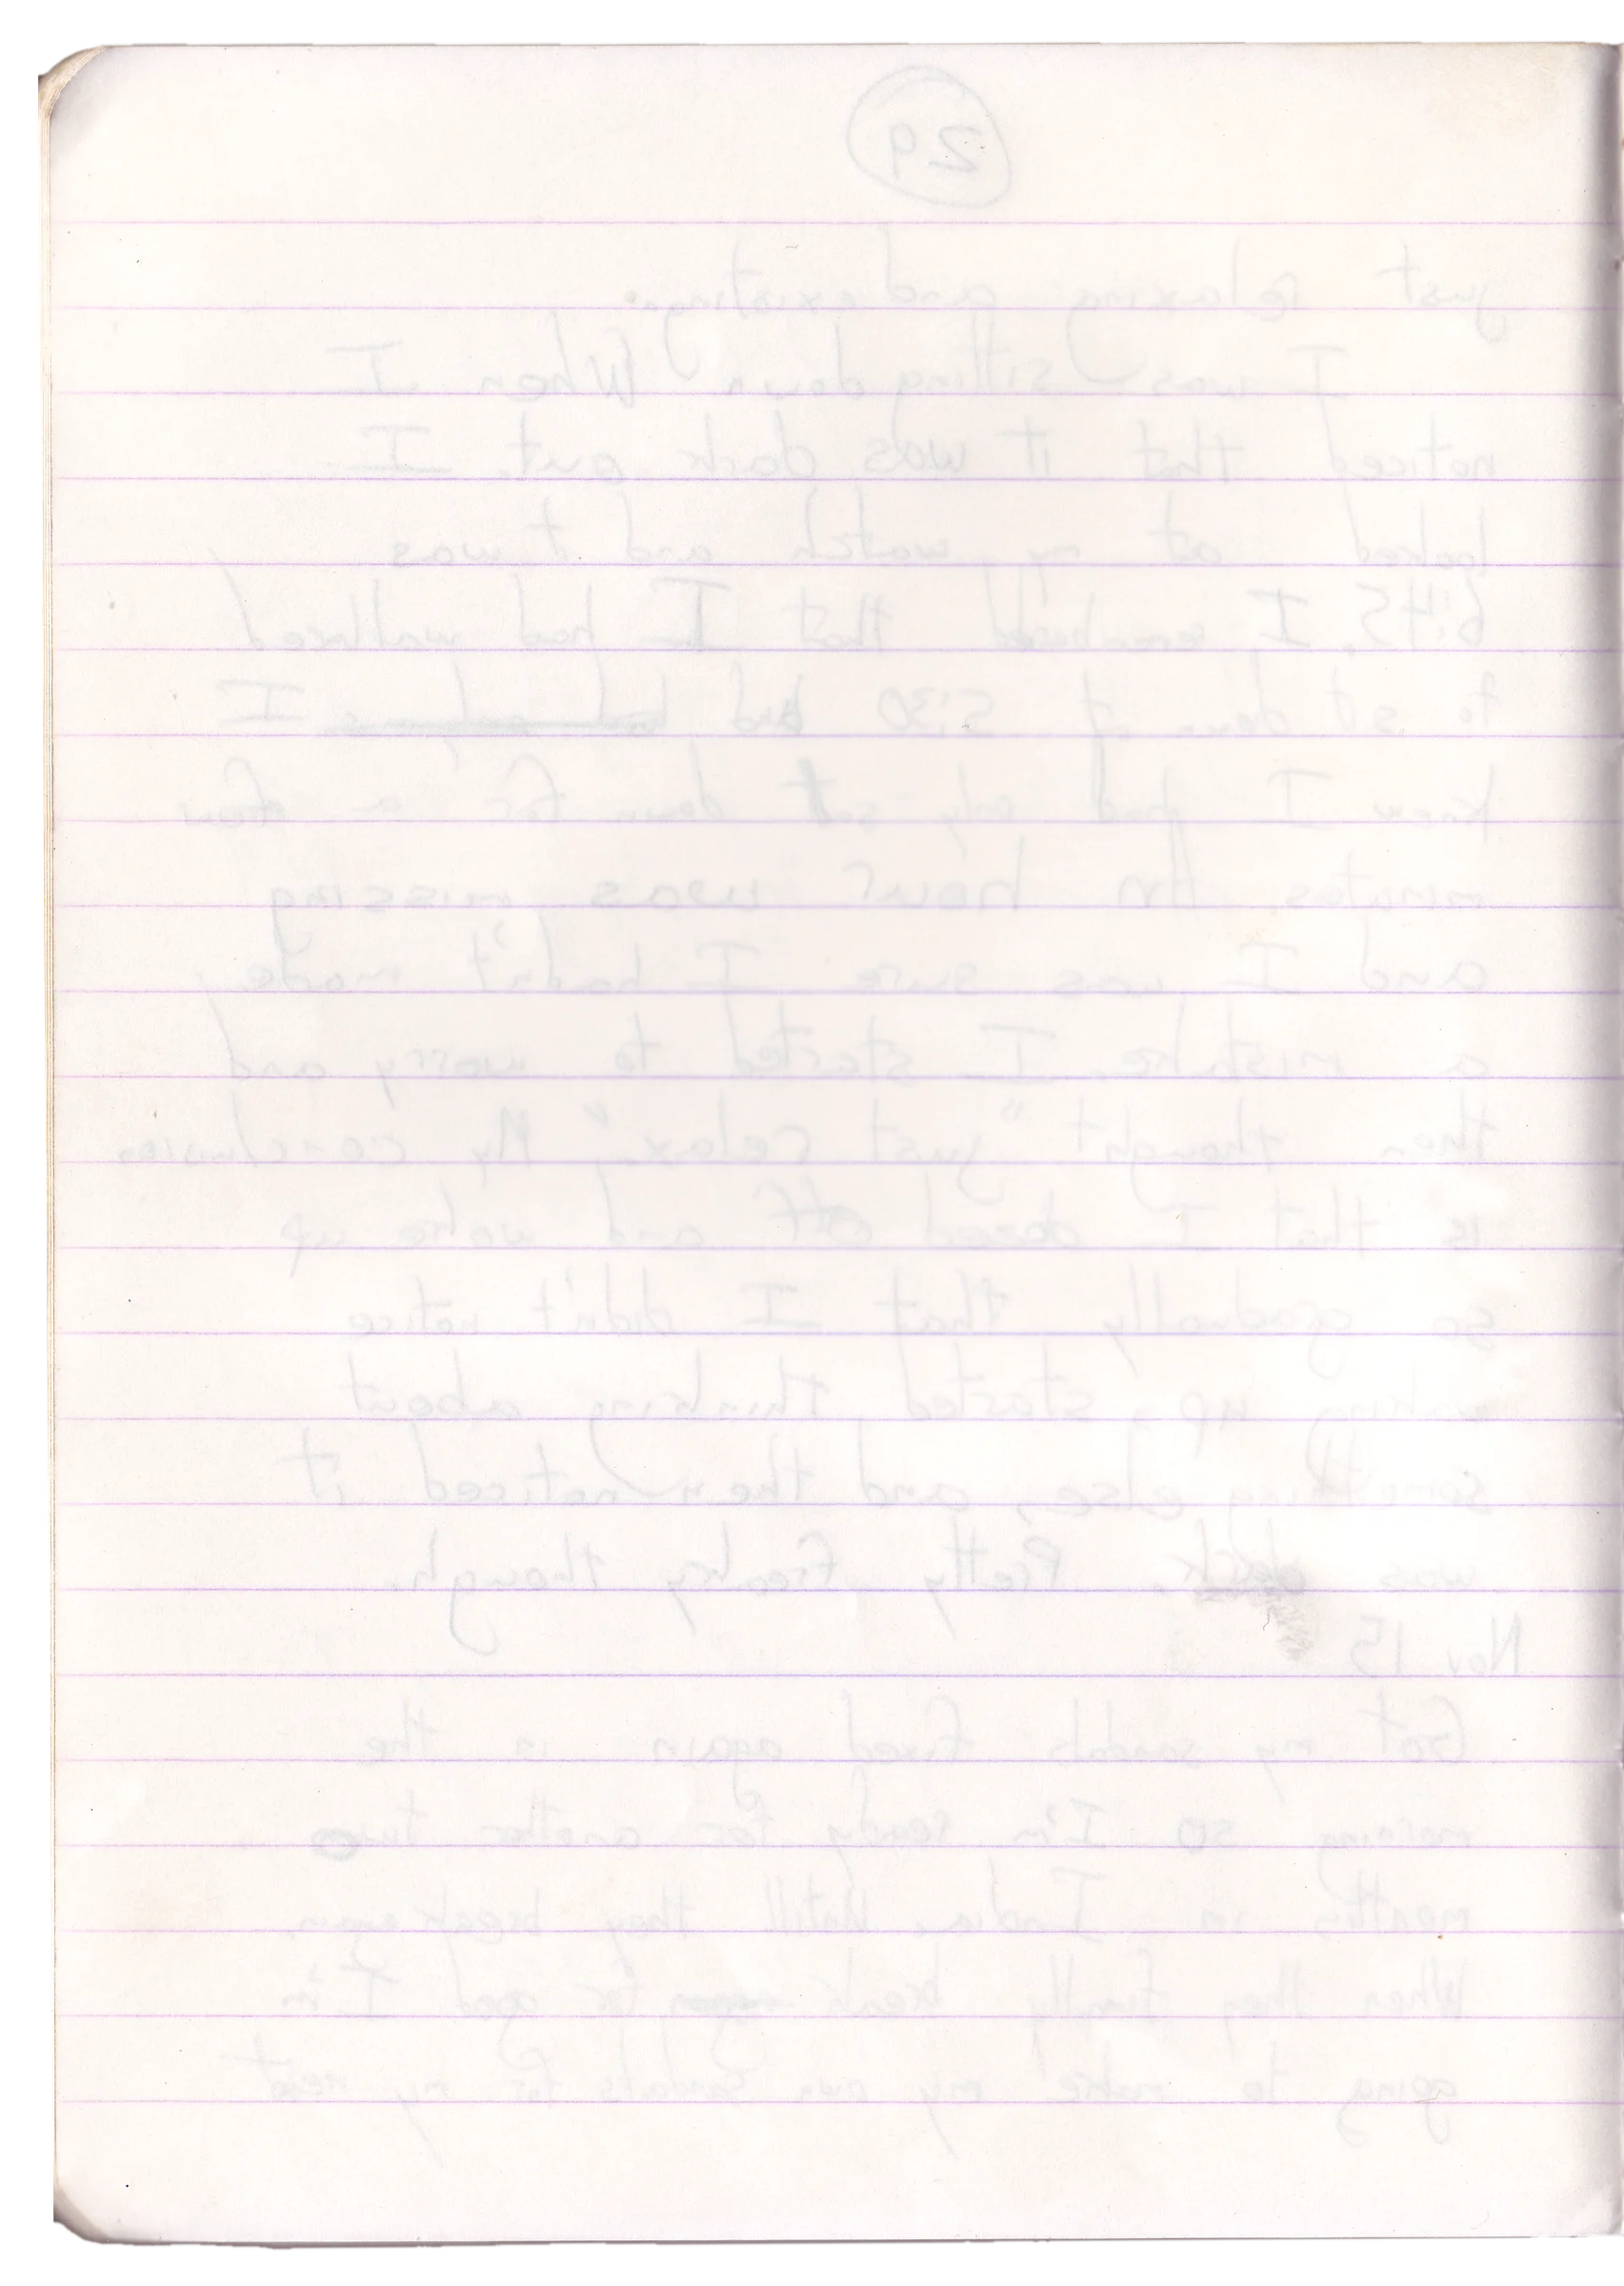 29
just relaxing and existing.
I was sitting down when I
noticed that it was dark out. I
looked at my watch and it was
6:45. I remembered that I had
to sit down at 5:30 and I
knew I had only sat down for a few
minutes. An hour was missing
and I was sure I hadn't made
a mistake. I started to worry and
then thought "just relax". My conclusion
is that I dozed off and woke up
so gradually that I didn't notice
waking up, started thinking about
something else, and then noticed it
was dark. Pretty freaky though.
Nov 15
Got my sandals fixed again in the
morning so I'm ready for another two
months in India until they break again.
When they finally break for good I'm
going to make my own sandals for my next